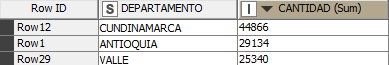 Row ID S DEPARTAMENTO I CANTIDAD (Sum)
Row12 CUNDINAMARCA 44866
Row1 ANTIOQUIA 29134
Row29 VALLE 25340